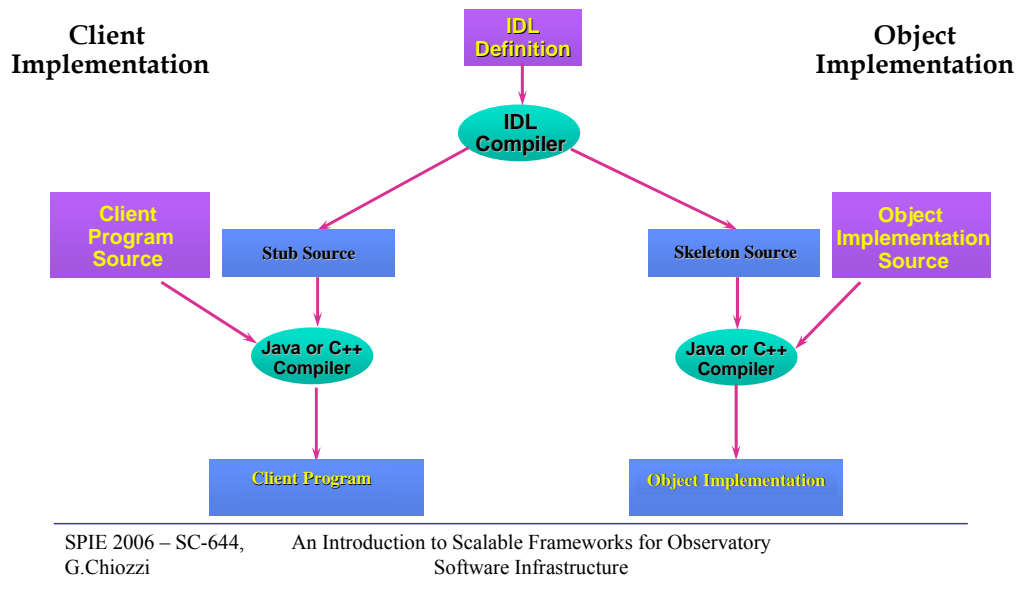 Client
Implementation
IDL
Definition
Object
Implementation
IDL
Compiler
Client
Program
Source
Stub Source
Skeleton Source
Object
Implementation
Source
Java or C++
Compiler
Java or C++
Compiler
Client Program
Object Implementation
SPIE 2006 – SC-644,
G.Chiozzi
An Introduction to Scalable Frameworks for Observatory
Software Infrastructure